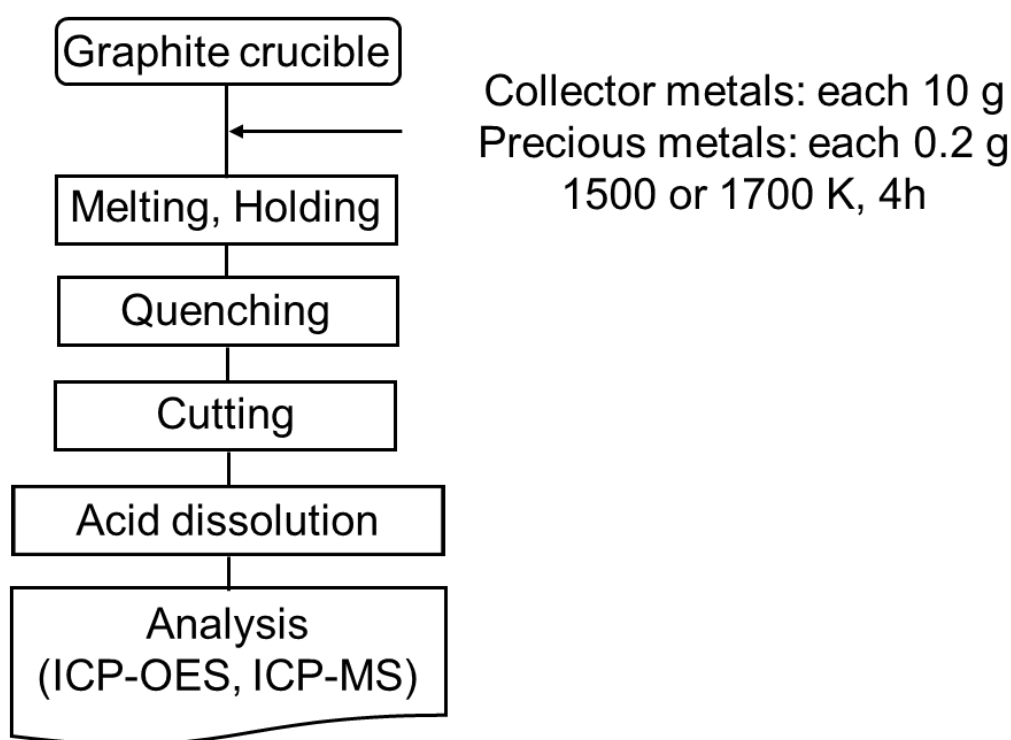 Graphite crucible
Collector metals: each 10 g
Precious metals: each 0.2 g
1500 or 1700 K, 4h
Melting, Holding
Quenching
Cutting
Acid dissolution
Analysis
(ICP-OES, ICP-MS)